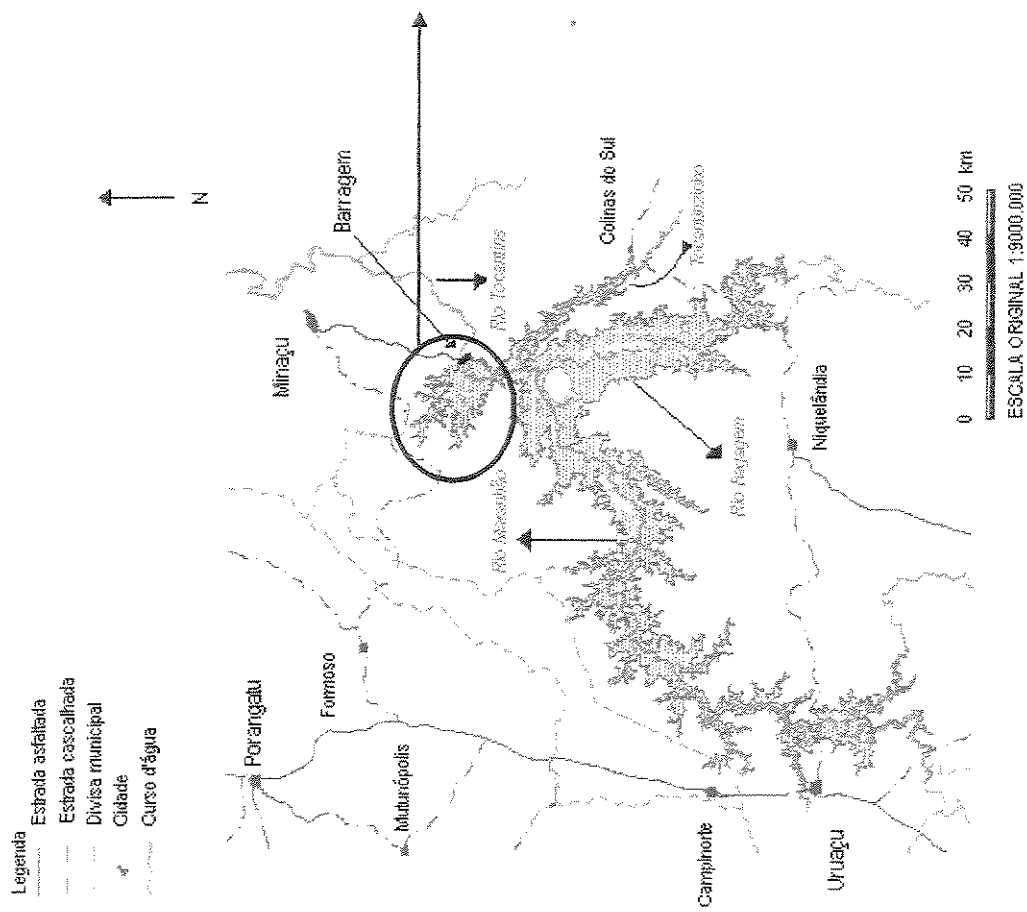 Legenda
Estrada asfaltada
Estrada cascalhada
Divisa municipal
Cidade
Curso d'água
N
Porangatu
Formoso
Mutunópolis
Minaçu
Barragem
Rio Maranhão
Rio Tocantins
Colinas do Sul
Tocantinzinho
Rio Bagagem
Campinorte
Uruaçu
Niquelândia
0 10 20 30 40 50 km
ESCALA ORIGINAL 1:9000.000